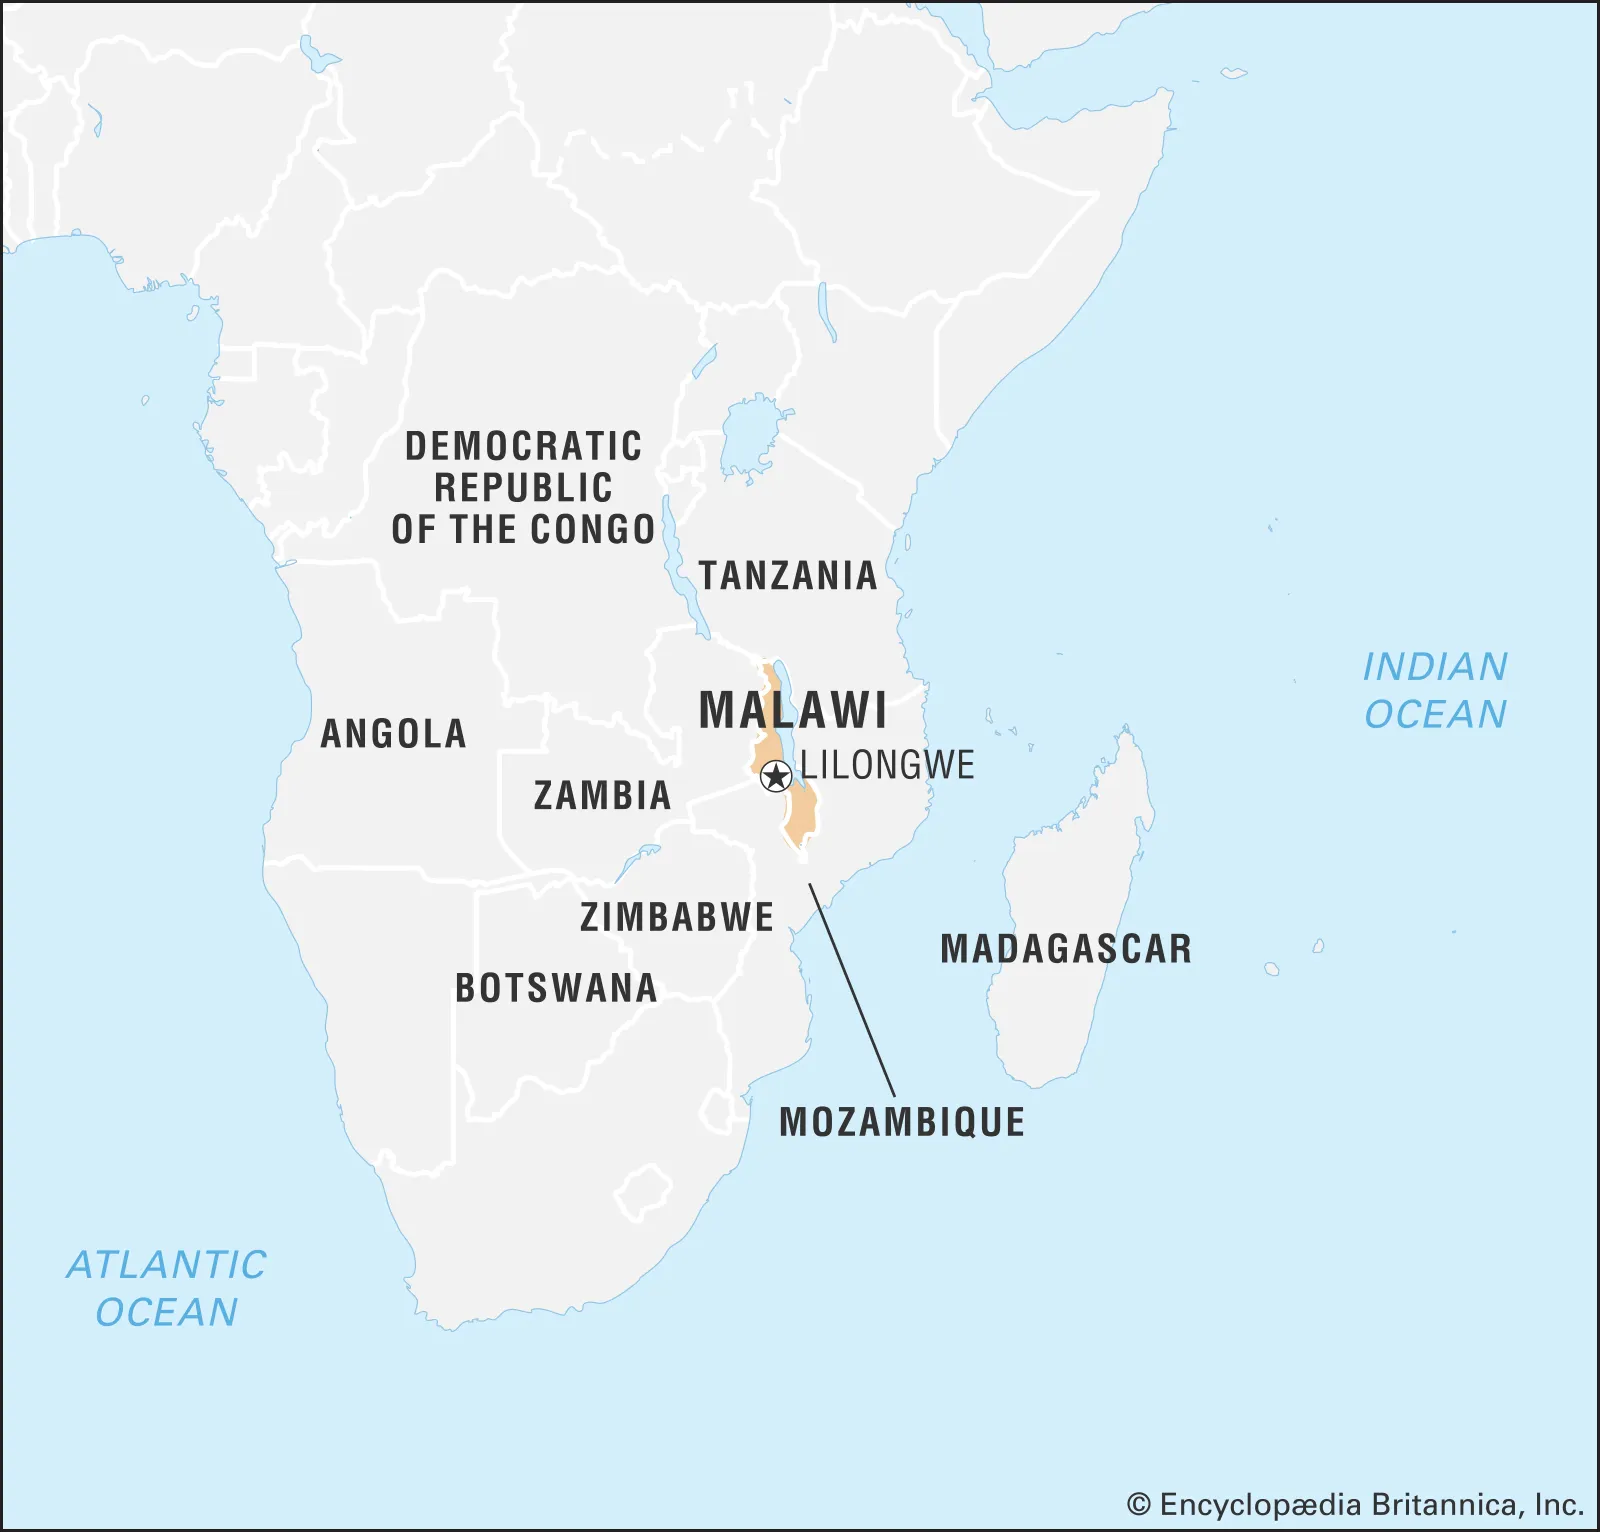 DEMOCRATIC
REPUBLIC
OF THE CONGO
TANZANIA
INDIAN
OCEAN
MALAWI
ANGOLA
LILONGWE
ZAMBIA
ZIMBABWE
MADAGASCAR
BOTSWANA
MOZAMBIQUE
ATLANTIC
OCEAN
© Encyclopædia Britannica, Inc.